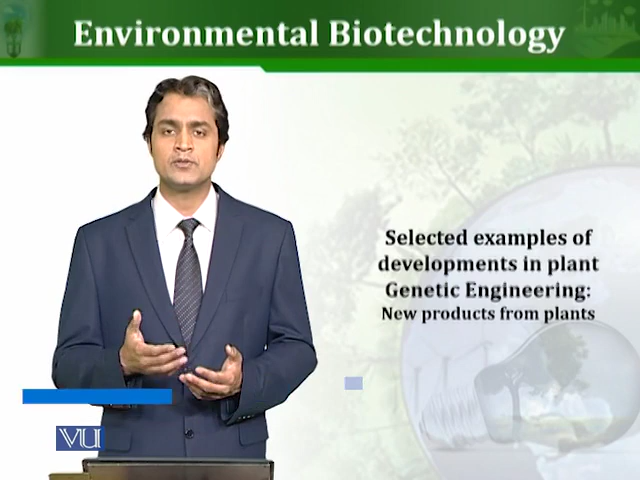 Environmental Biotechnology
Selected examples of
developments in plant
Genetic Engineering:
New products from plants
VU